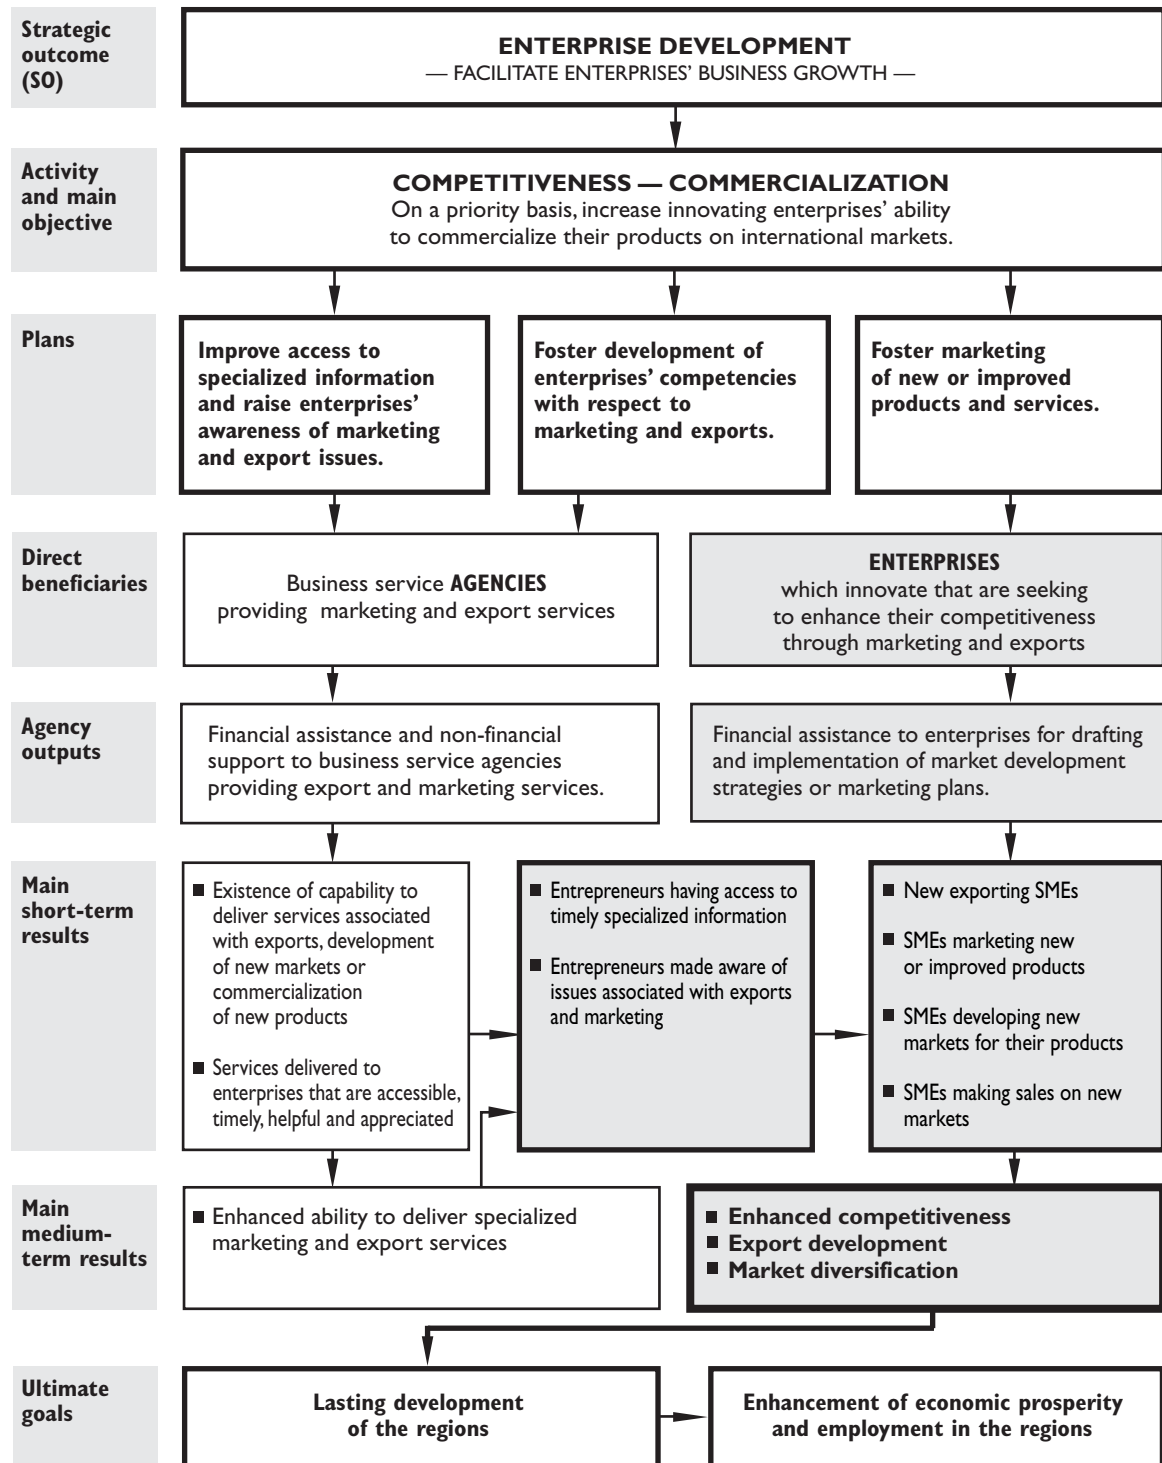 Strategic
outcome
(SO)
ENTERPRISE DEVELOPMENT
— FACILITATE ENTERPRISES’ BUSINESS GROWTH —
Activity
and main
objective
COMPETITIVENESS — COMMERCIALIZATION
On a priority basis, increase innovating enterprises’ ability
to commercialize their products on international markets.
Plans
Improve access to
specialized information
and raise enterprises’
awareness of marketing
and export issues.
Foster development of
enterprises’ competencies
with respect to
marketing and exports.
Foster marketing
of new or improved
products and services.
Direct
beneficiaries
Business service AGENCIES
providing marketing and export services
ENTERPRISES
which innovate that are seeking
to enhance their competitiveness
through marketing and exports
Agency
outputs
Financial assistance and non-financial
support to business service agencies
providing export and marketing services.
Financial assistance to enterprises for drafting
and implementation of market development
strategies or marketing plans.
Main
short-term
results
■ Existence of capability to
deliver services associated
with exports, development
of new markets or
commercialization
of new products
■ Services delivered to
enterprises that are accessible,
timely, helpful and appreciated
■ Entrepreneurs having access to
timely specialized information
■ Entrepreneurs made aware of
issues associated with exports
and marketing
■ New exporting SMEs
■ SMEs marketing new
or improved products
■ SMEs developing new
markets for their products
■ SMEs making sales on new
markets
Main
medium-
term results
■ Enhanced ability to deliver specialized
marketing and export services
■ Enhanced competitiveness
■ Export development
■ Market diversification
Ultimate
goals
Lasting development
of the regions
Enhancement of economic prosperity
and employment in the regions